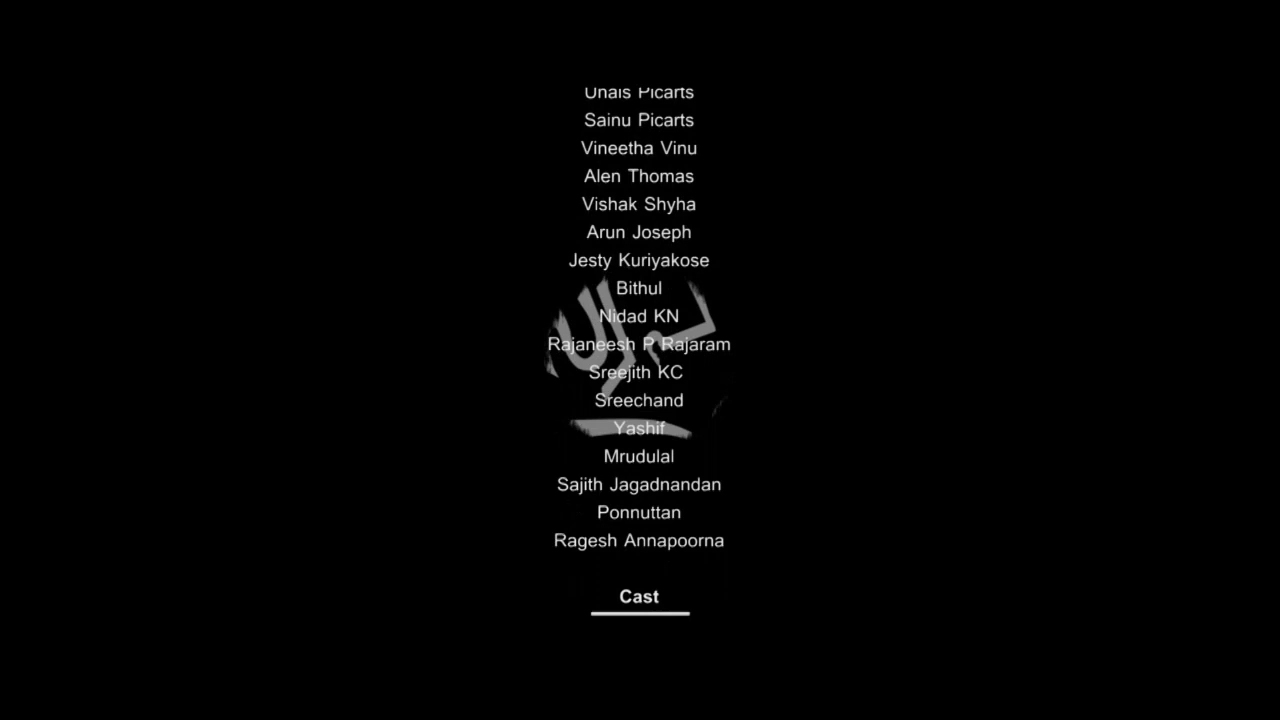 Unais Picarts
Sainu Picarts
Vineetha Vinu
Alen Thomas
Vishak Shyha
Arun Joseph
Jesty Kuriyakose
Bithul
Nidad KN
Rajaneesh P Rajaram
Sreejith KC
Sreechand
Yashif
Mrudulal
Sajith Jagadnandan
Ponnuttan
Ragesh Annapoorna
Cast